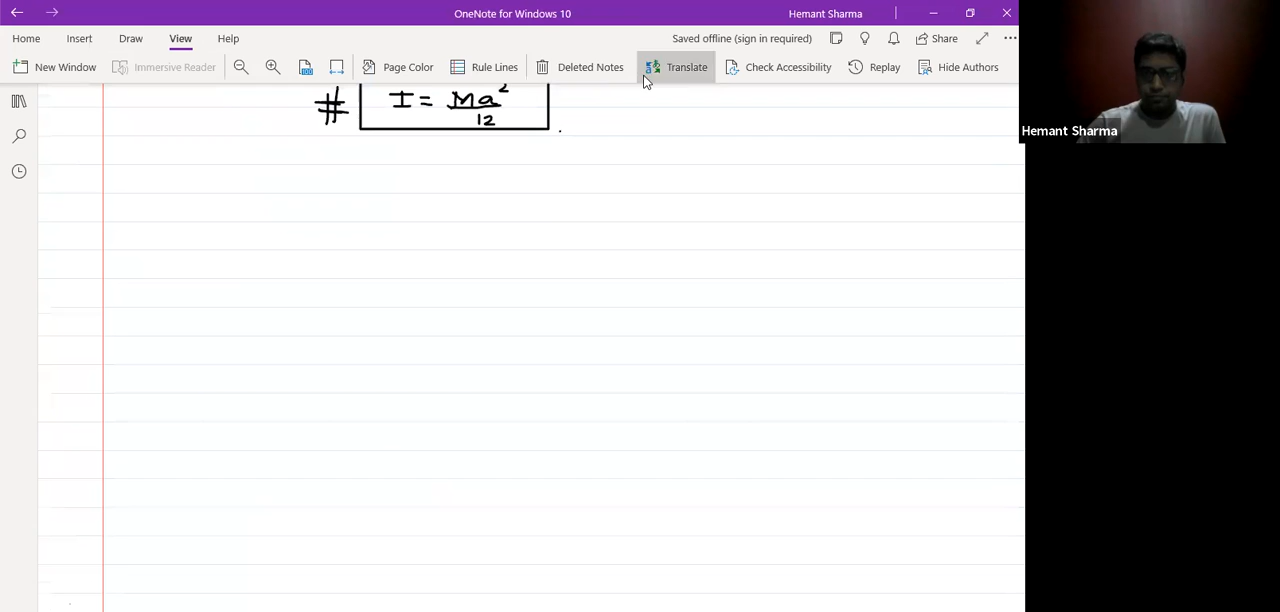 OneNote for Windows 10
Hemant Sharma
Home Insert Draw View Help
Saved offline (sign in required) Share
New Window Immersive Reader Page Color Rule Lines Deleted Notes Translate Check Accessibility Replay Hide Authors
# I = Ma²/12
Hemant Sharma